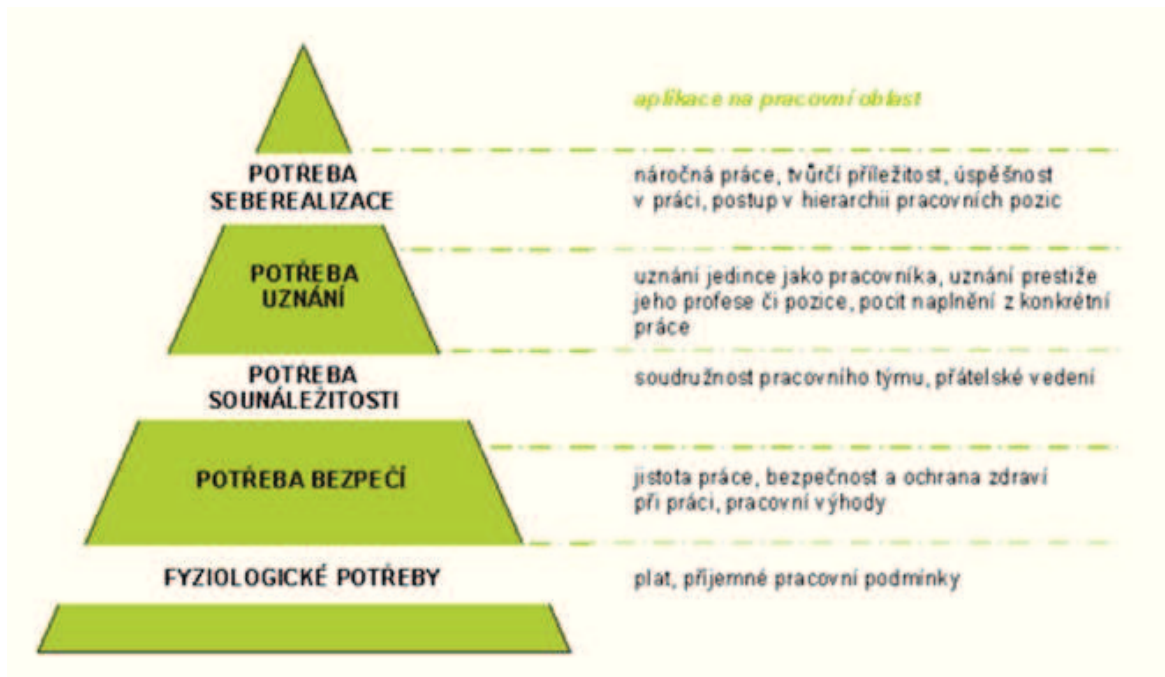 aplikace na pracovní oblast
POTŘEBA
SEBEREALIZACE
náročná práce, tvůrčí příležitost, úspěšnost
v práci, postup v hierarchii pracovních pozic
POTŘEBA
UZNÁNÍ
uznání jedince jako pracovníka, uznání prestiže
jeho profese či pozice, pocit naplnění z konkrétní
práce
POTŘEBA
SOUNÁLEŽITOSTI
soudružnost pracovního týmu, přátelské vedení
POTŘEBA BEZPEČÍ
jistota práce, bezpečnost a ochrana zdraví
při práci, pracovní výhody
FYZIOLOGICKÉ POTŘEBY
plat, příjemné pracovní podmínky